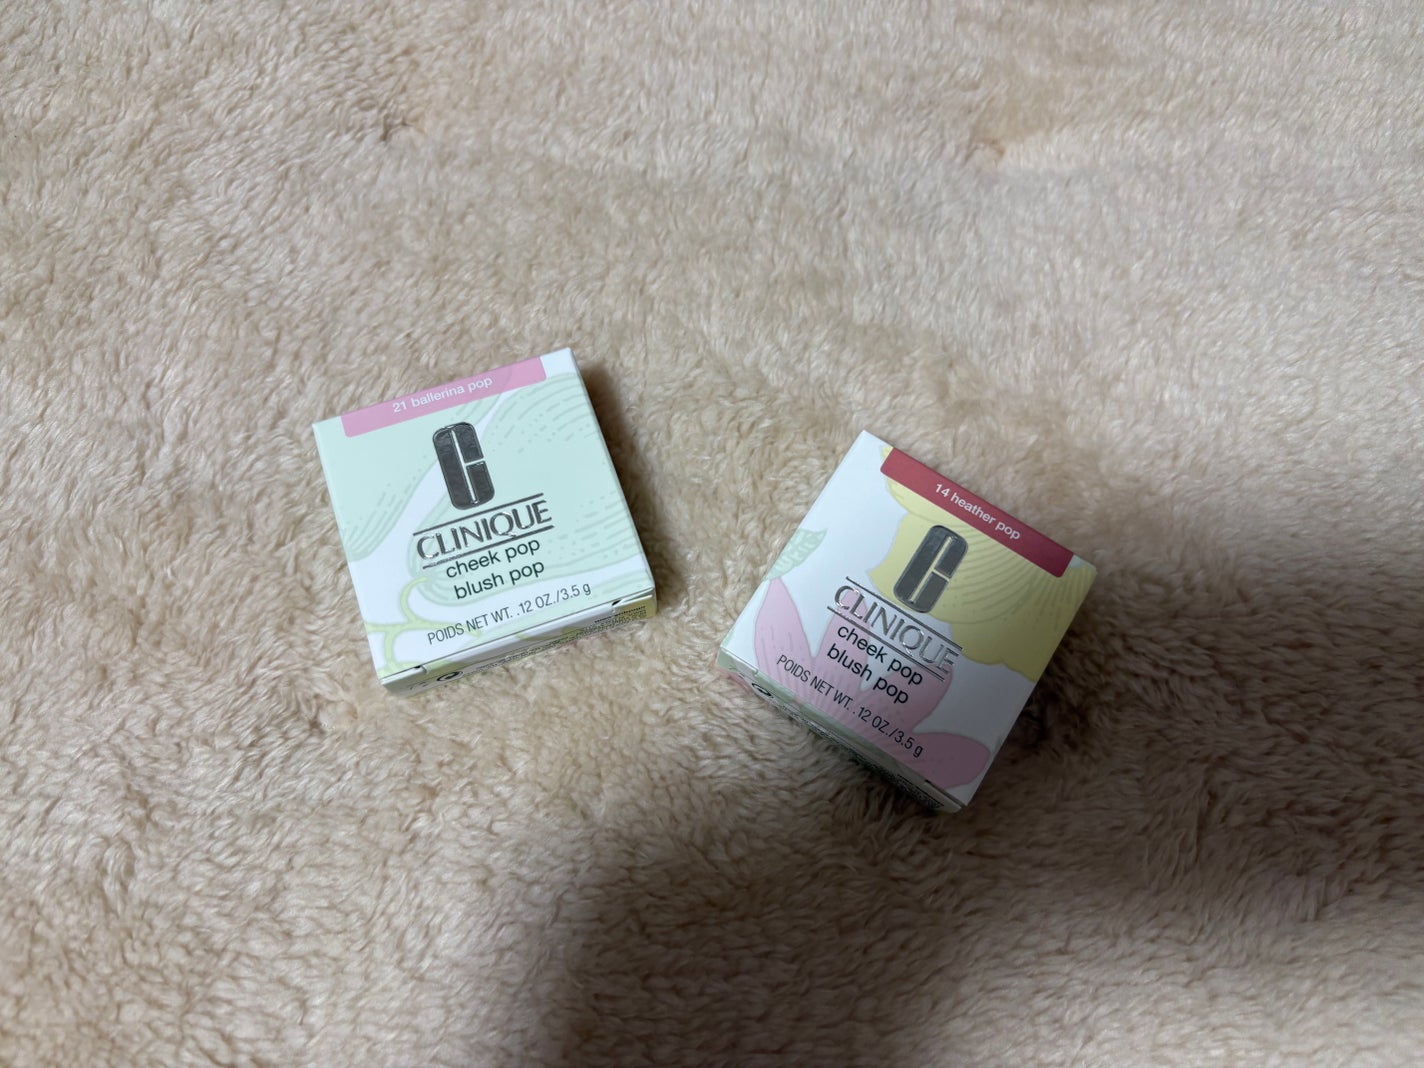 21 ballerina pop
CLINIQUE
cheek pop
blush pop
POIDS NET WT. .12 OZ./3.5 g
14 heather pop
CLINIQUE
cheek pop
blush pop
POIDS NET WT. .12 OZ./3.5 g